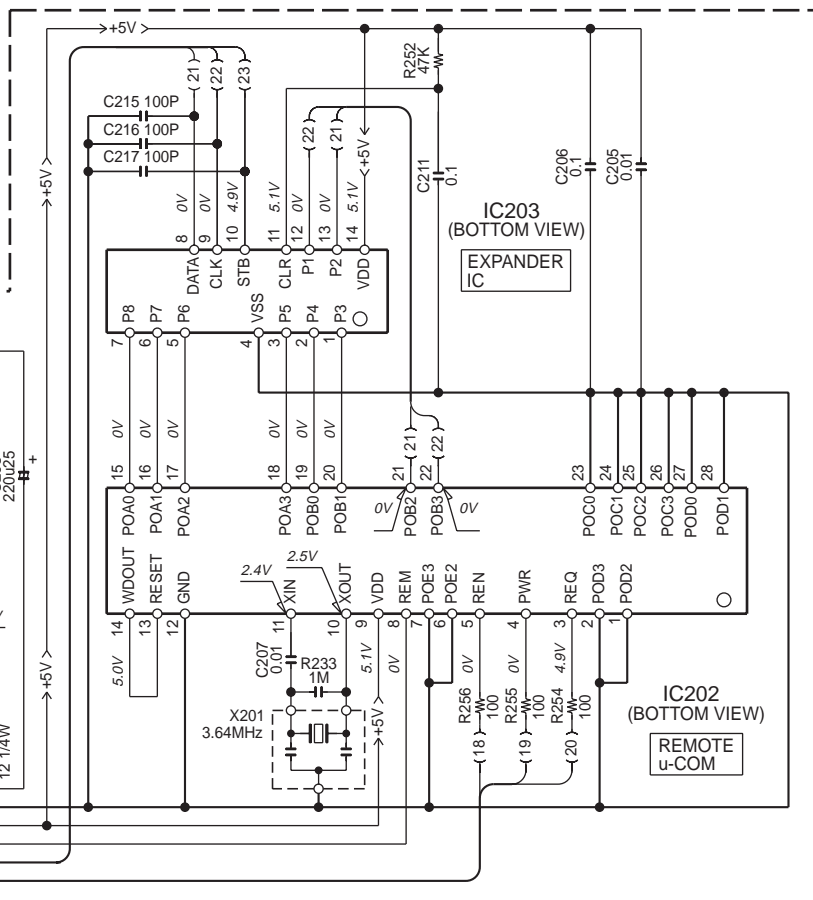 +5V
R252
47K
21
22
23
C215 100P
C216 100P
C217 100P
22
21
+5V
+5V
C211
0.1
C206
0.1
C205
0.01
0V
0V
4.9V
5.1V
0V
0V
5.1V
8
9
10
11
12
13
14
IC203
(BOTTOM VIEW)
EXPANDER
IC
DATA
CLK
STB
CLR
P1
P2
VDD
P8
P7
P6
VSS
P5
P4
P3
7
6
5
4
3
2
1
0V
0V
0V
0V
0V
0V
21
22
220u25
+
15
16
17
18
19
20
21
22
23
24
25
26
27
28
0V
0V
POA0
POA1
POA2
POA3
POB0
POB1
POB2
POB3
POC0
POC1
POC2
POC3
POD0
POD1
2.4V
2.5V
WDOUT
RESET
GND
XIN
XOUT
VDD
REM
POE3
POE2
REN
PWR
REQ
POD3
POD2
14
13
12
11
10
9
8
7
6
5
4
3
2
1
5.0V
C207
0.01
R233
1M
5.1V
0V
0V
0V
4.9V
+5V
X201
3.64MHz
+5V
R256
100
R255
100
R254
100
18
19
20
IC202
(BOTTOM VIEW)
REMOTE
u-COM
12 1/4W